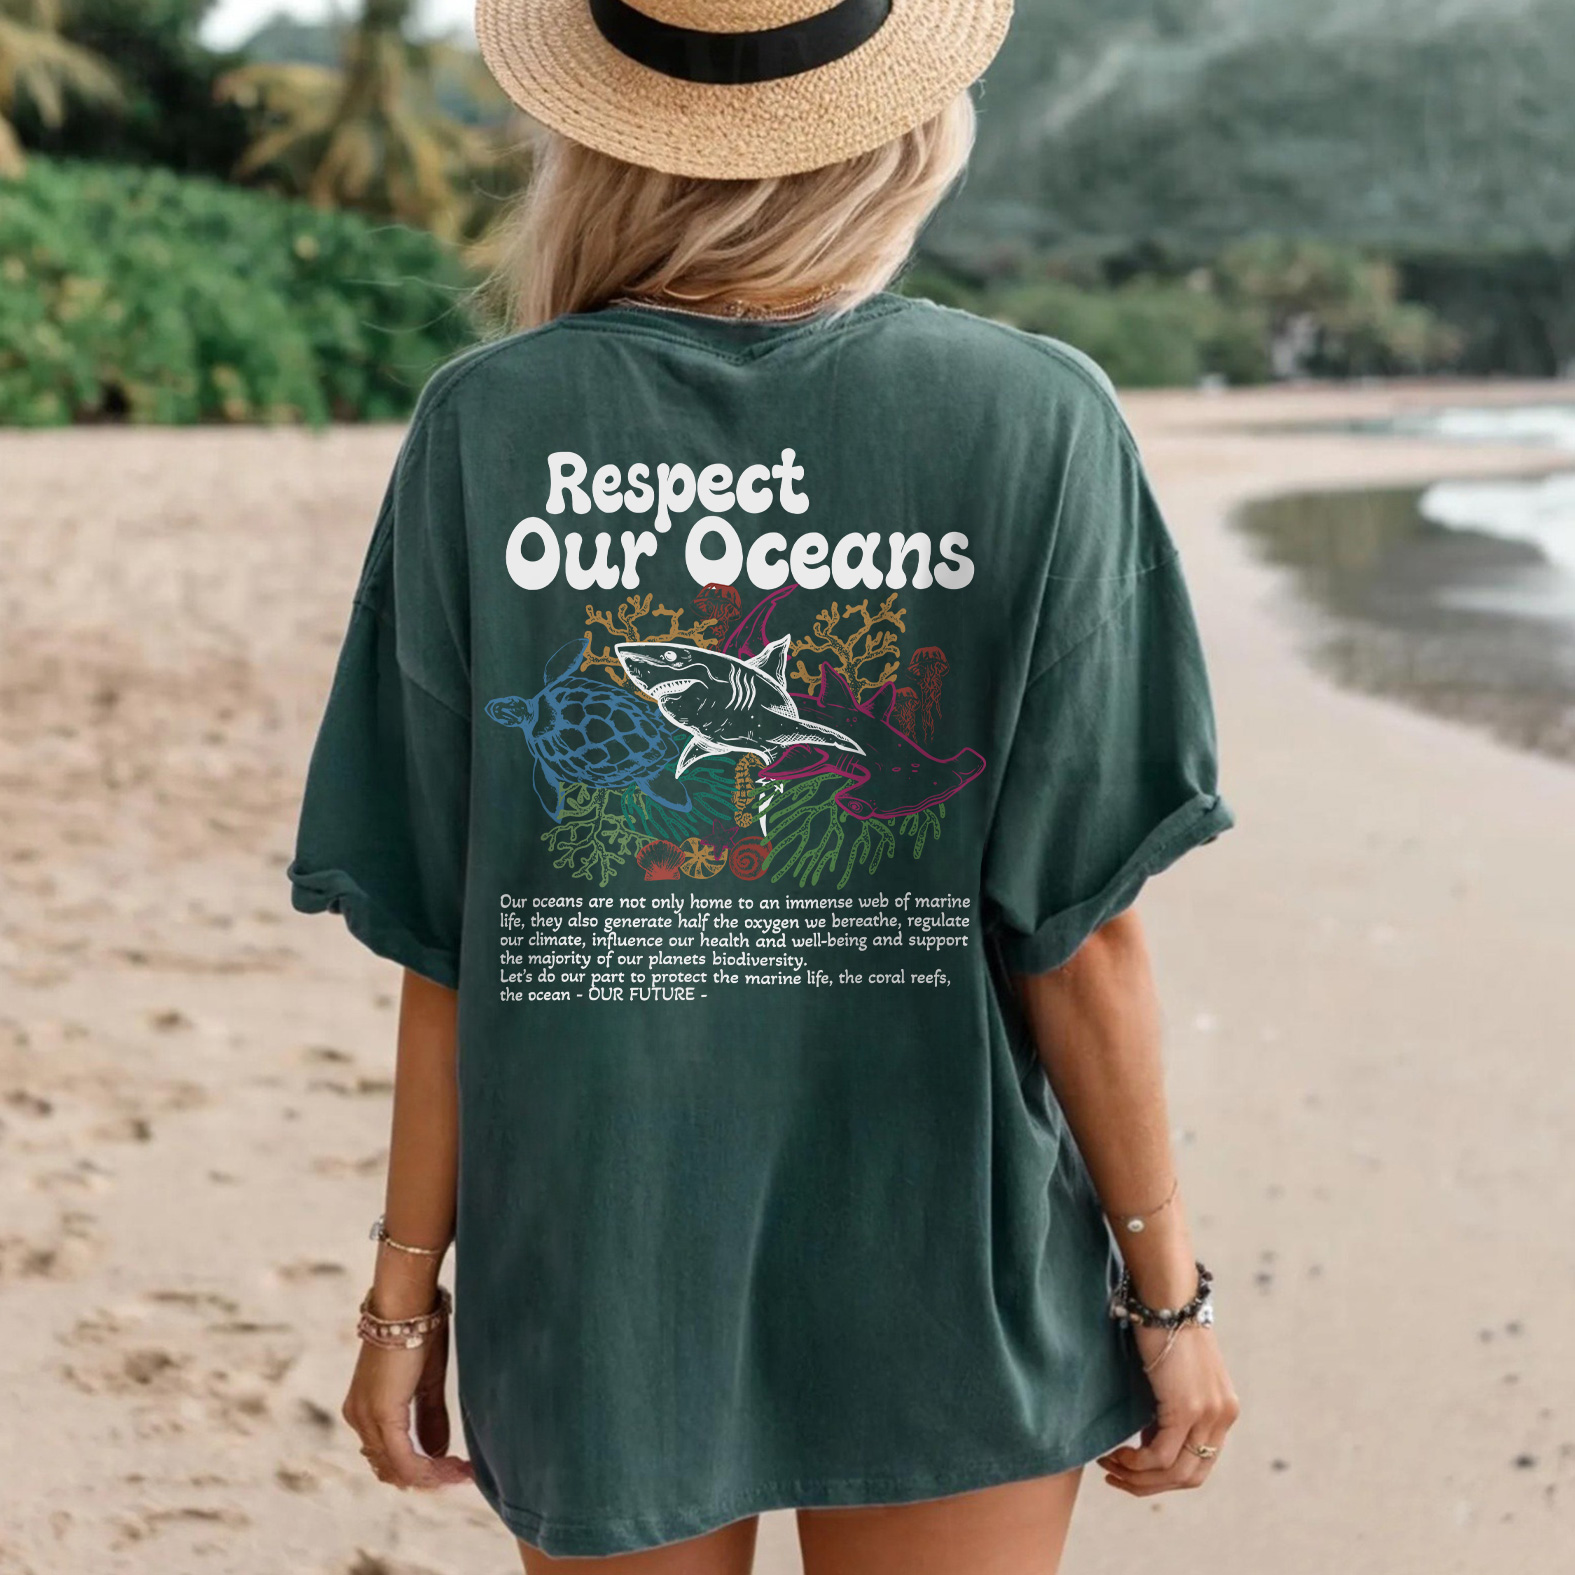 Respect
Our Oceans
Our oceans are not only home to an immense web of marine
life, they also generate half the oxygen we bereathe, regulate
our climate, influence our health and well-being and support
the majority of our planets biodiversity.
Let's do our part to protect the marine life, the coral reefs,
the ocean - OUR FUTURE -